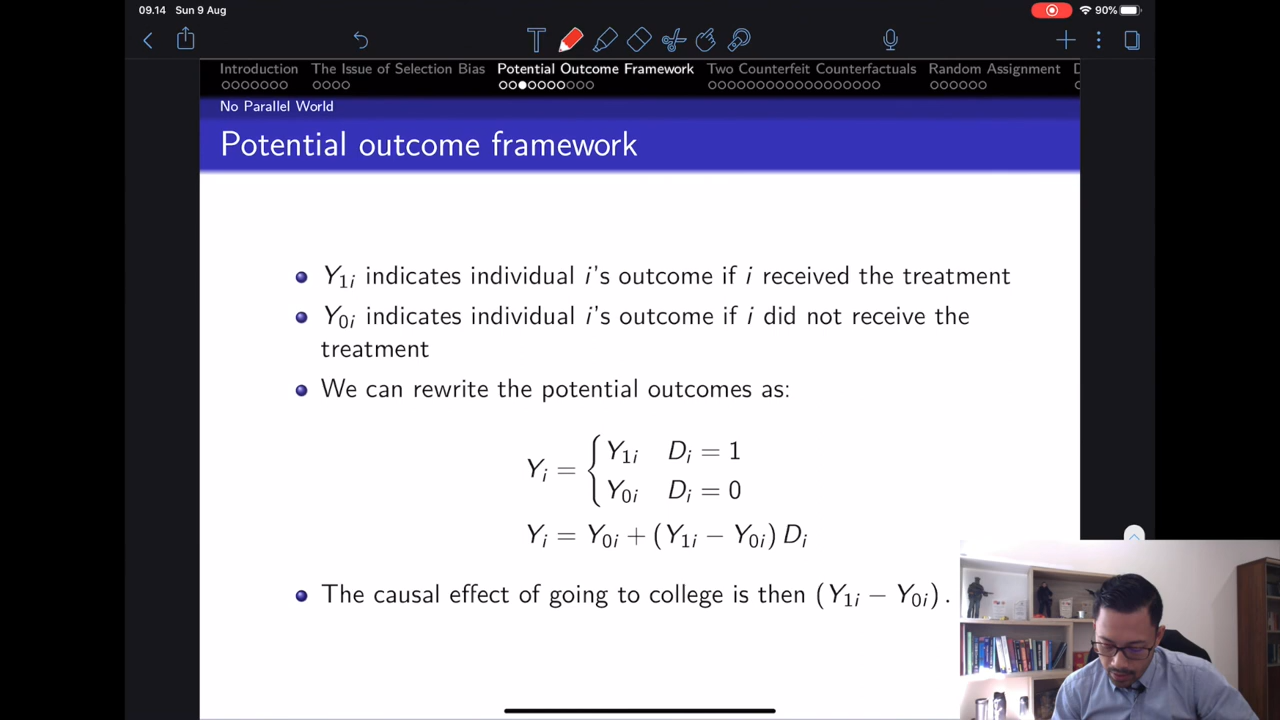 09.14 Sun 9 Aug
90%
Introduction The Issue of Selection Bias Potential Outcome Framework Two Counterfeit Counterfactuals Random Assignment
No Parallel World
Potential outcome framework
Y₁ᵢ indicates individual i's outcome if i received the treatment
Y₀ᵢ indicates individual i's outcome if i did not receive the
treatment
We can rewrite the potential outcomes as:
Yᵢ = { Y₁ᵢ Dᵢ = 1
Y₀ᵢ Dᵢ = 0
Yᵢ = Y₀ᵢ + (Y₁ᵢ − Y₀ᵢ) Dᵢ
The causal effect of going to college is then (Y₁ᵢ − Y₀ᵢ).